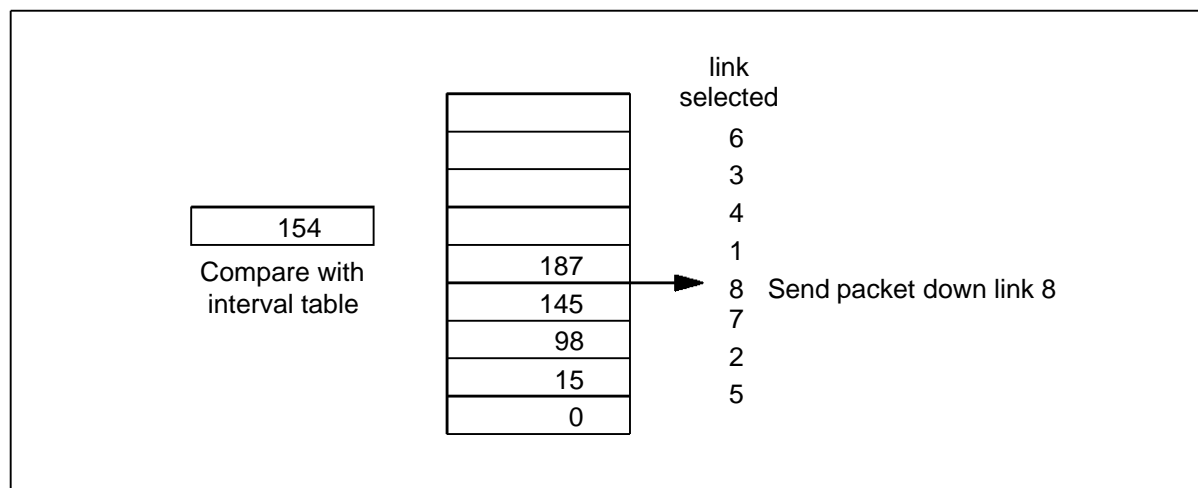 link
selected
6
3
4
154
1
Compare with
interval table
187
8 Send packet down link 8
145
7
98
2
15
5
0